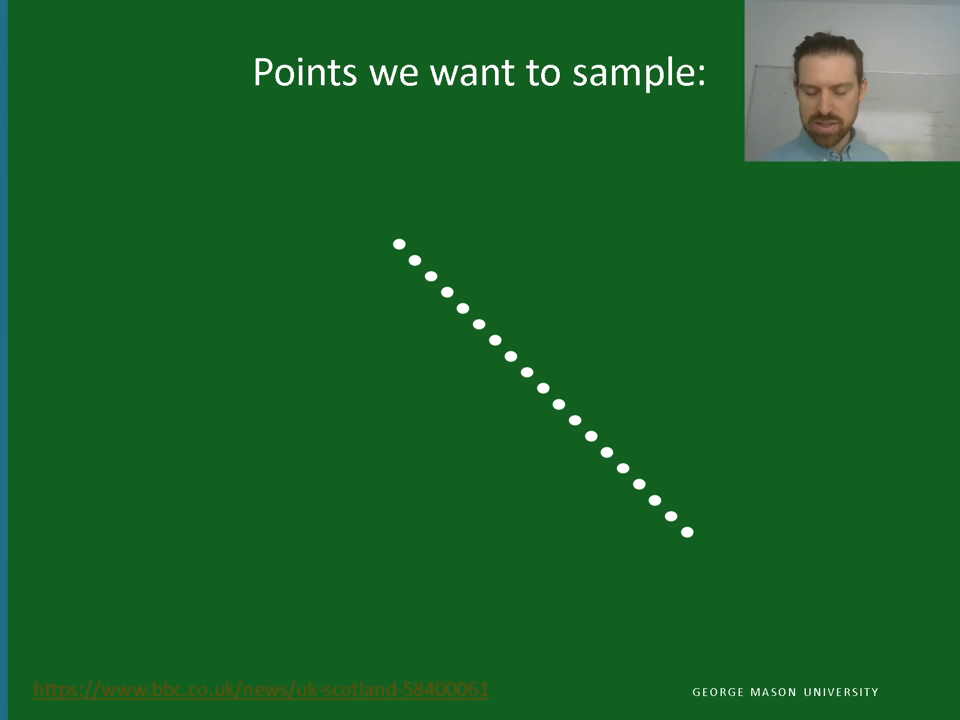 Points we want to sample:
https://www.bbc.co.uk/news/uk-scotland-58400061
GEORGE MASON UNIVERSITY